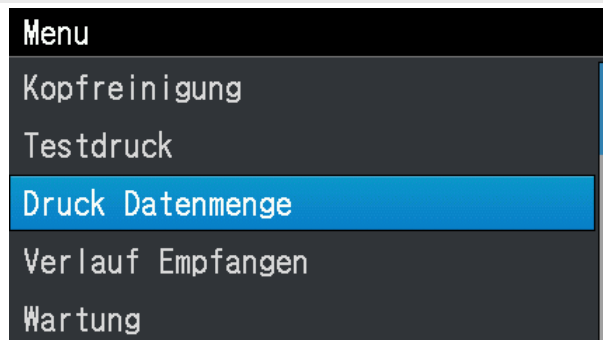 Menu
Kopfreinigung
Testdruck
Druck Datenmenge
Verlauf Empfangen
Wartung